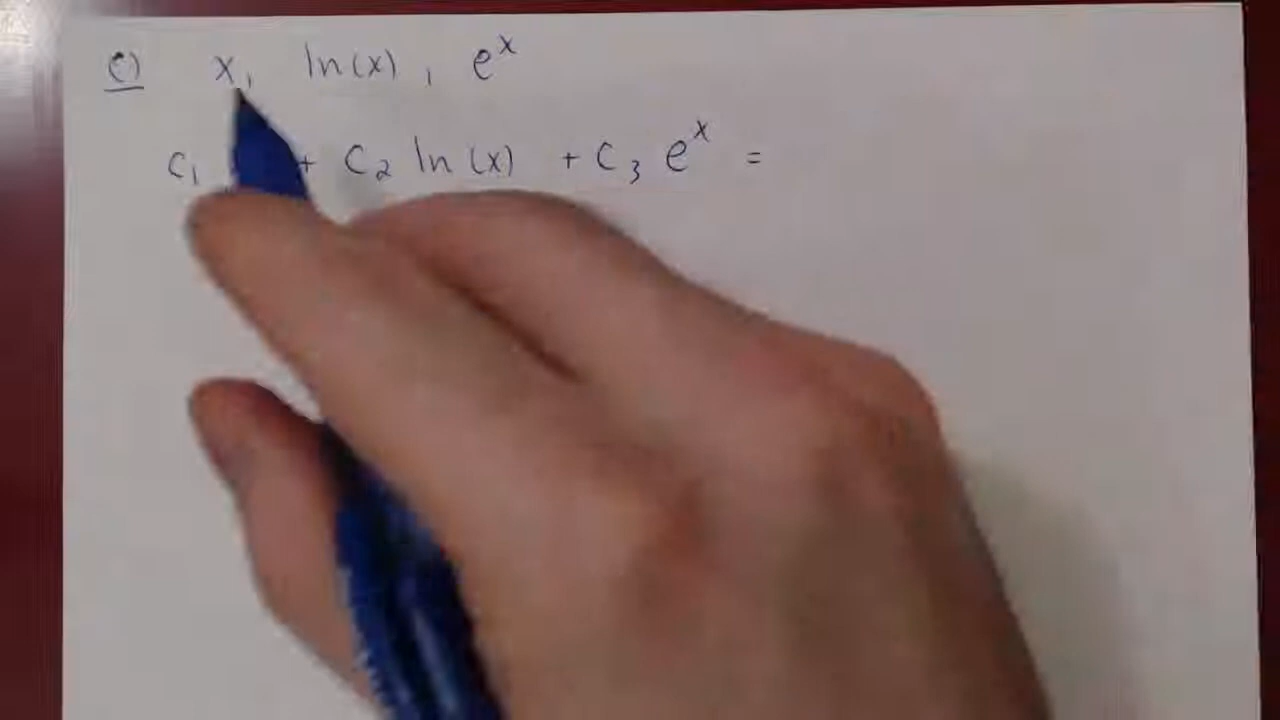 c) x, ln(x), e^x
c₁ + c₂ ln(x) + c₃ e^x =